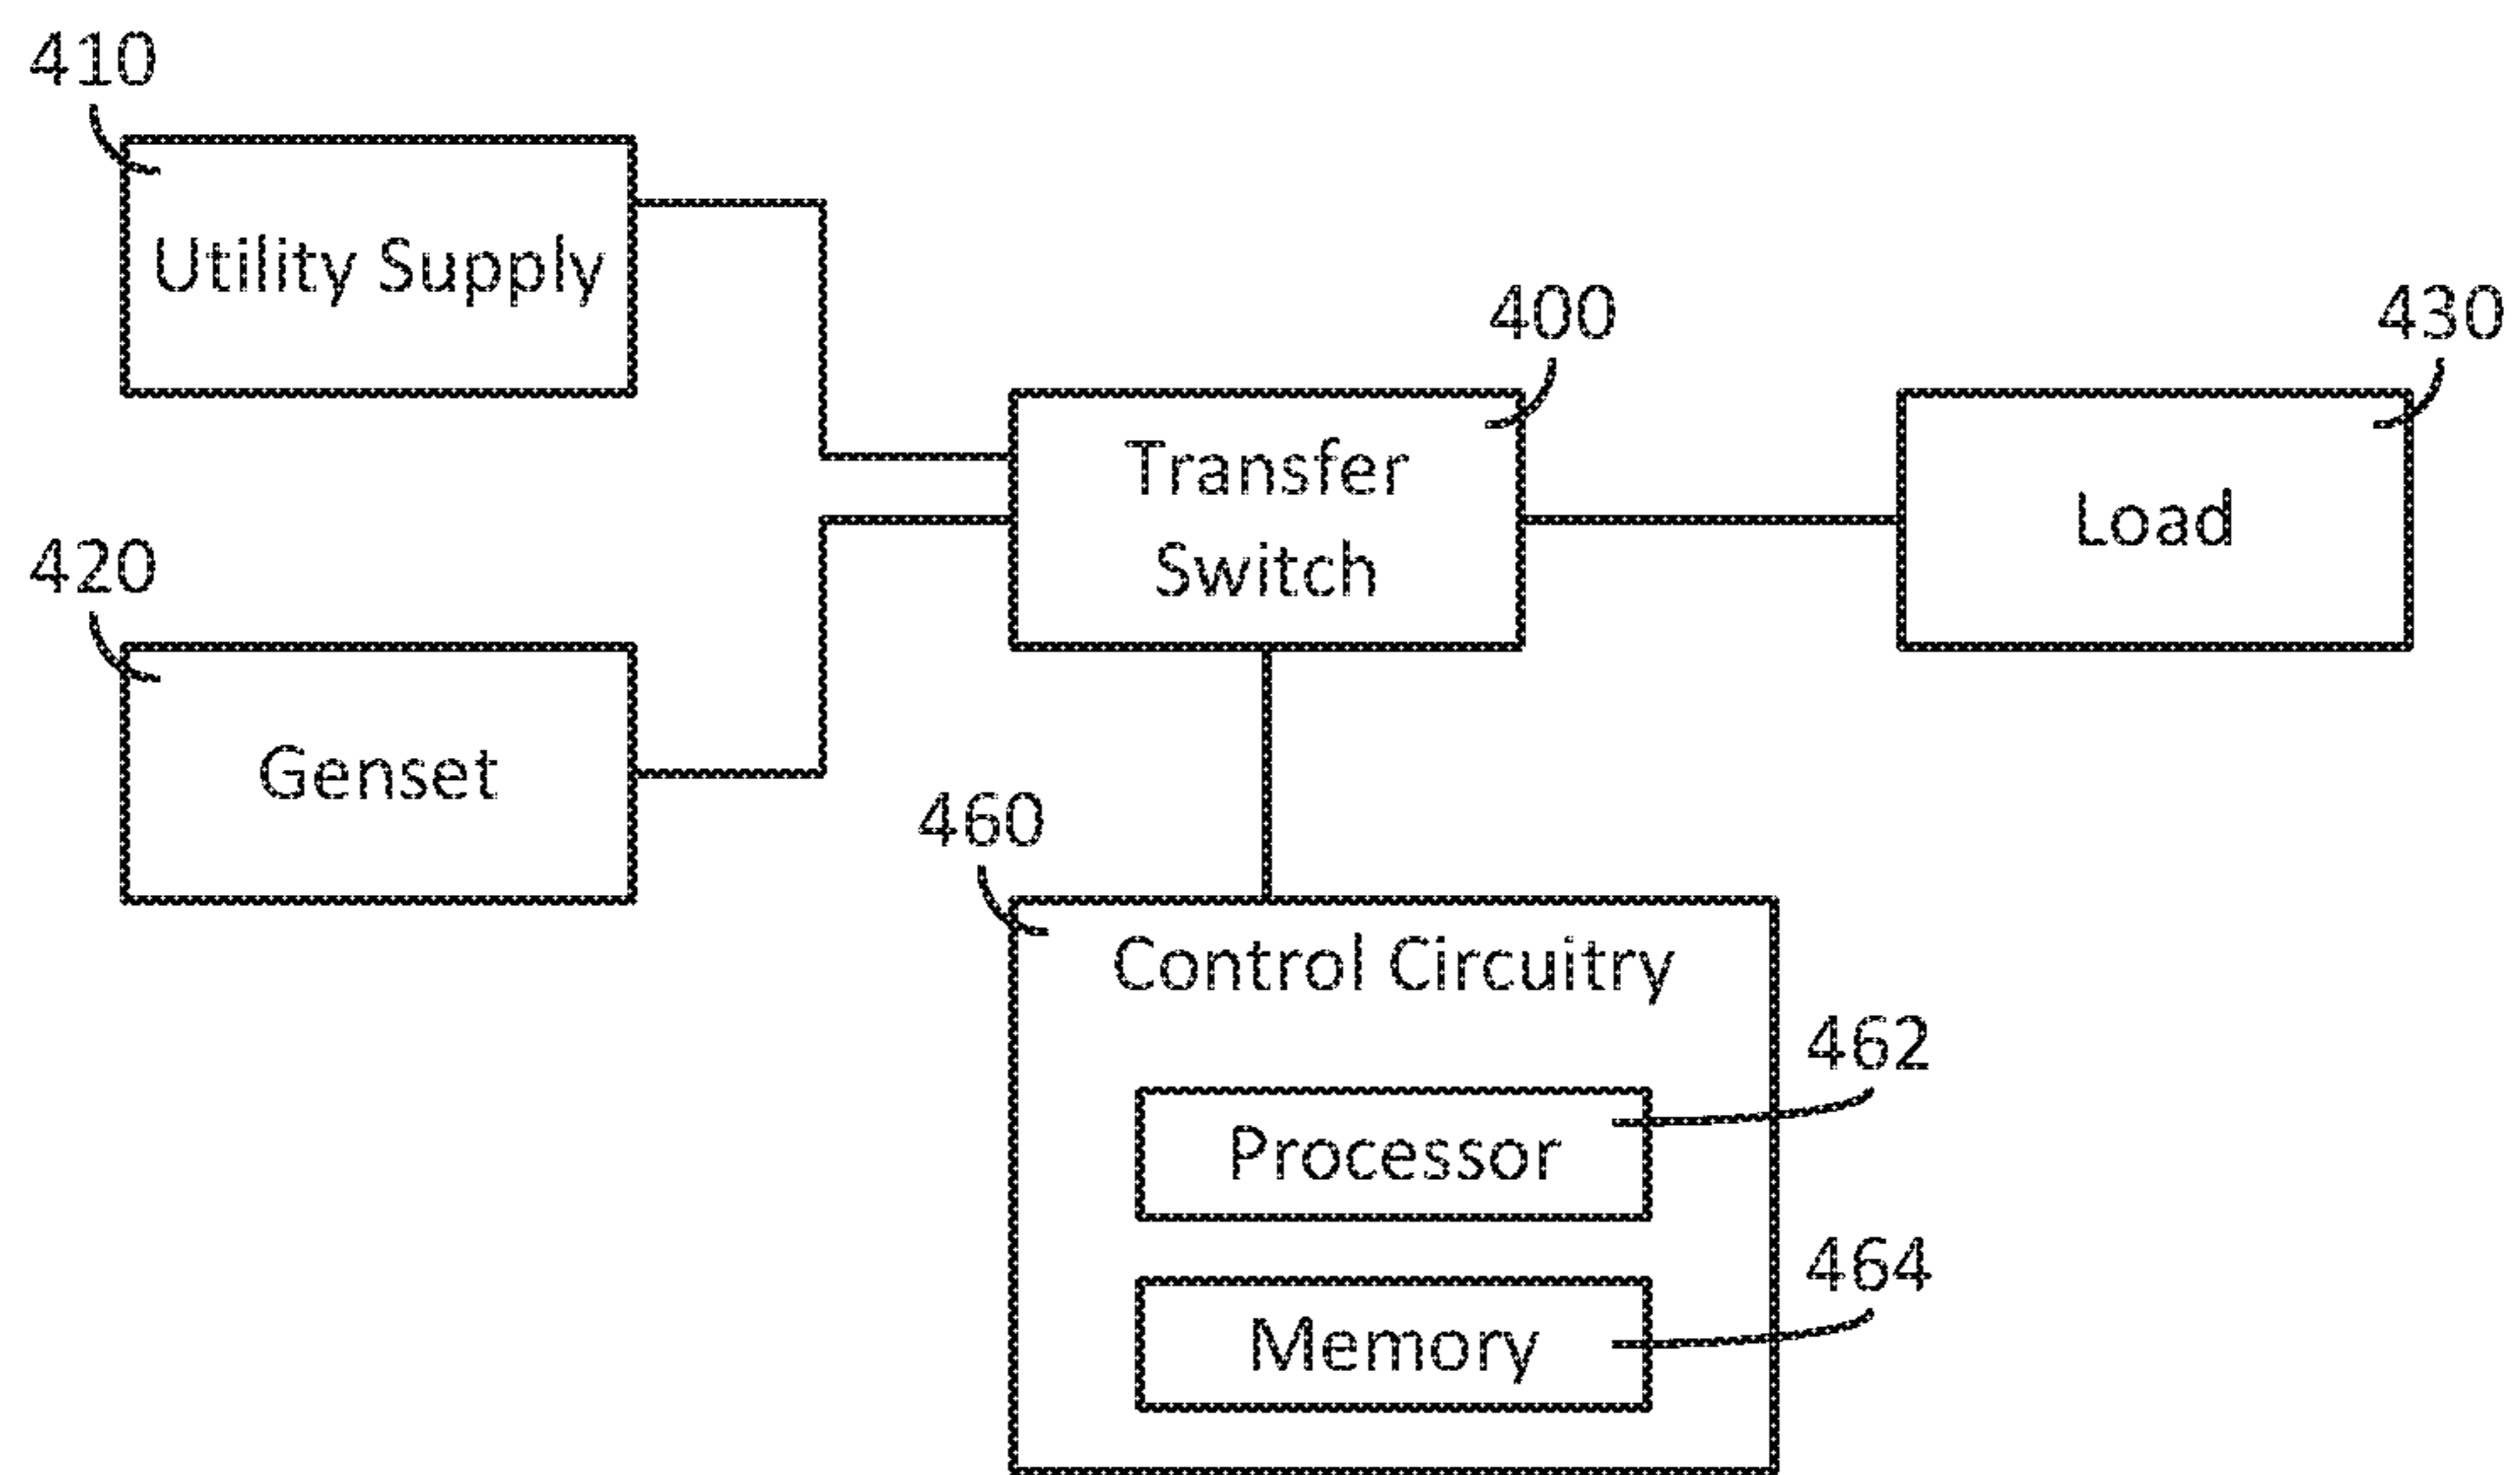 410
Utility Supply
400
430
Transfer
Switch
Load
420
Genset
460
Control Circuitry
462
Processor
464
Memory